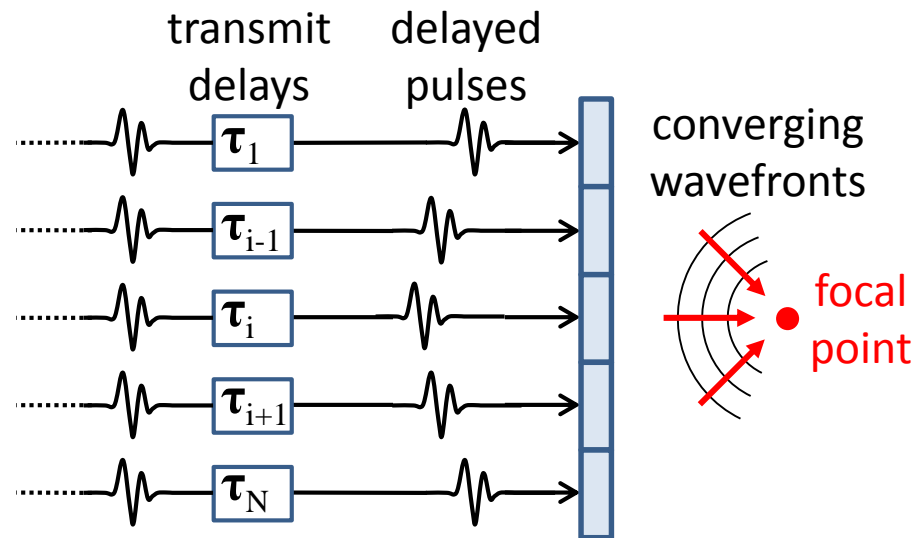 transmit
delays
delayed
pulses
converging
wavefronts
τ1
τi-1
τi
τi+1
τN
focal
point